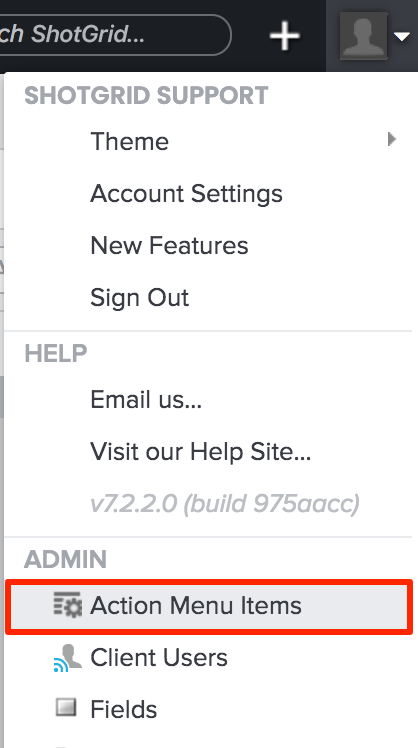 ch ShotGrid...
SHOTGRID SUPPORT
Theme
Account Settings
New Features
Sign Out
HELP
Email us...
Visit our Help Site...
v7.2.2.0 (build 975aacc)
ADMIN
Action Menu Items
Client Users
Fields